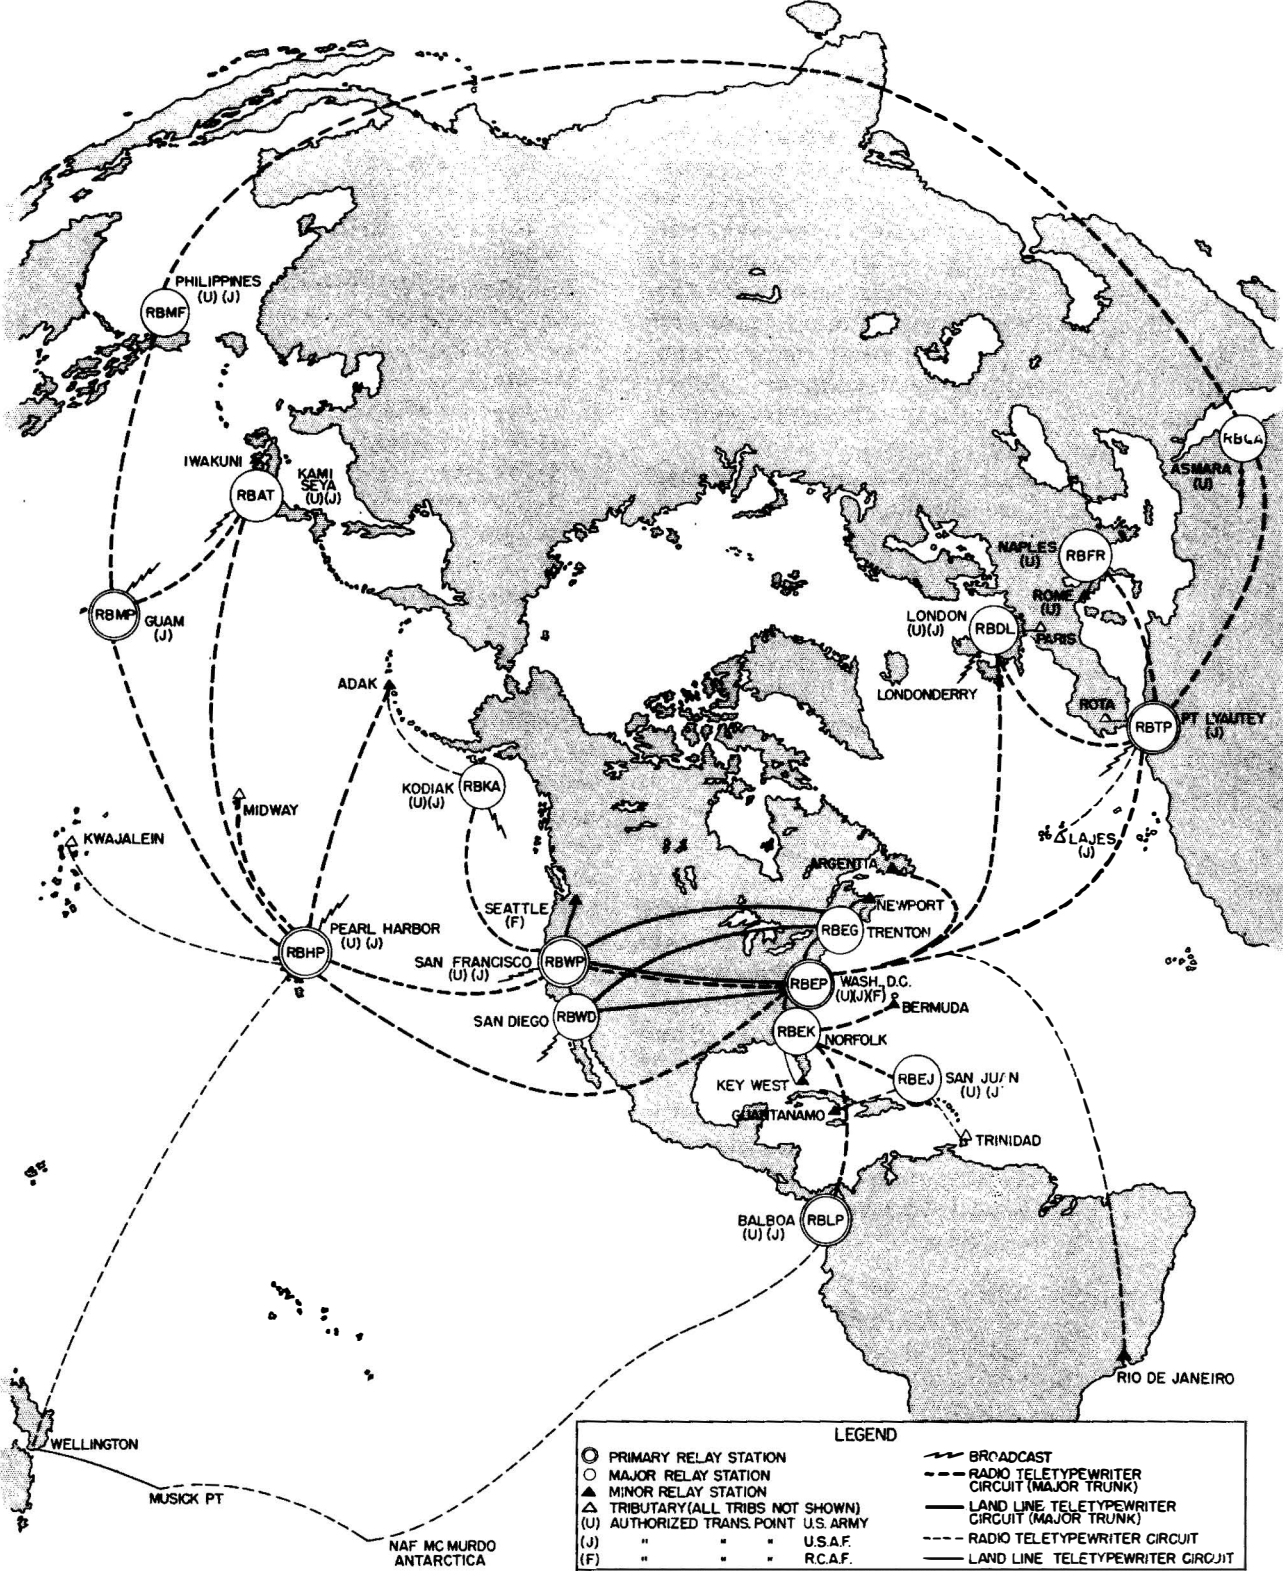 PHILIPPINES
(U) (J)
RBMF
IWAKUNI
KAMI
SEYA
(U)(J)
RBAT
RBMP
GUAM
(J)
ADAK
KODIAK
(U)(J)
RBKA
MIDWAY
KWAJALEIN
PEARL HARBOR
(U) (J)
RBHP
SEATTLE
(F)
SAN FRANCISCO
(U) (J)
RBWP
SAN DIEGO
RBWD
ASMARA
(U)
NAPLES
(U)
RBFR
ROME
(U)
LONDON
(U)(J)
RBDL
PARIS
LONDONDERRY
ROTA
RBTP
PT LYAUTEY
(J)
LAJES
(J)
ARGENTIA
NEWPORT
RBEG
TRENTON
RBEP
WASH. D.C.
(U)(J)(F)
BERMUDA
RBEK
NORFOLK
KEY WEST
RBEJ
SAN JUAN
(U) (J
GUANTANAMO
TRINIDAD
BALBOA
(U) (J)
RBLP
RIO DE JANEIRO
WELLINGTON
MUSICK PT
NAF MC MURDO
ANTARCTICA
LEGEND
PRIMARY RELAY STATION
MAJOR RELAY STATION
MINOR RELAY STATION
TRIBUTARY (ALL TRIBS NOT SHOWN)
(U) AUTHORIZED TRANS. POINT U.S. ARMY
(J) " " " U.S.A.F.
(F) " " " R.C.A.F.
BROADCAST
RADIO TELETYPEWRITER
CIRCUIT (MAJOR TRUNK)
LAND LINE TELETYPEWRITER
CIRCUIT (MAJOR TRUNK)
RADIO TELETYPEWRITER CIRCUIT
LAND LINE TELETYPEWRITER CIRCUIT